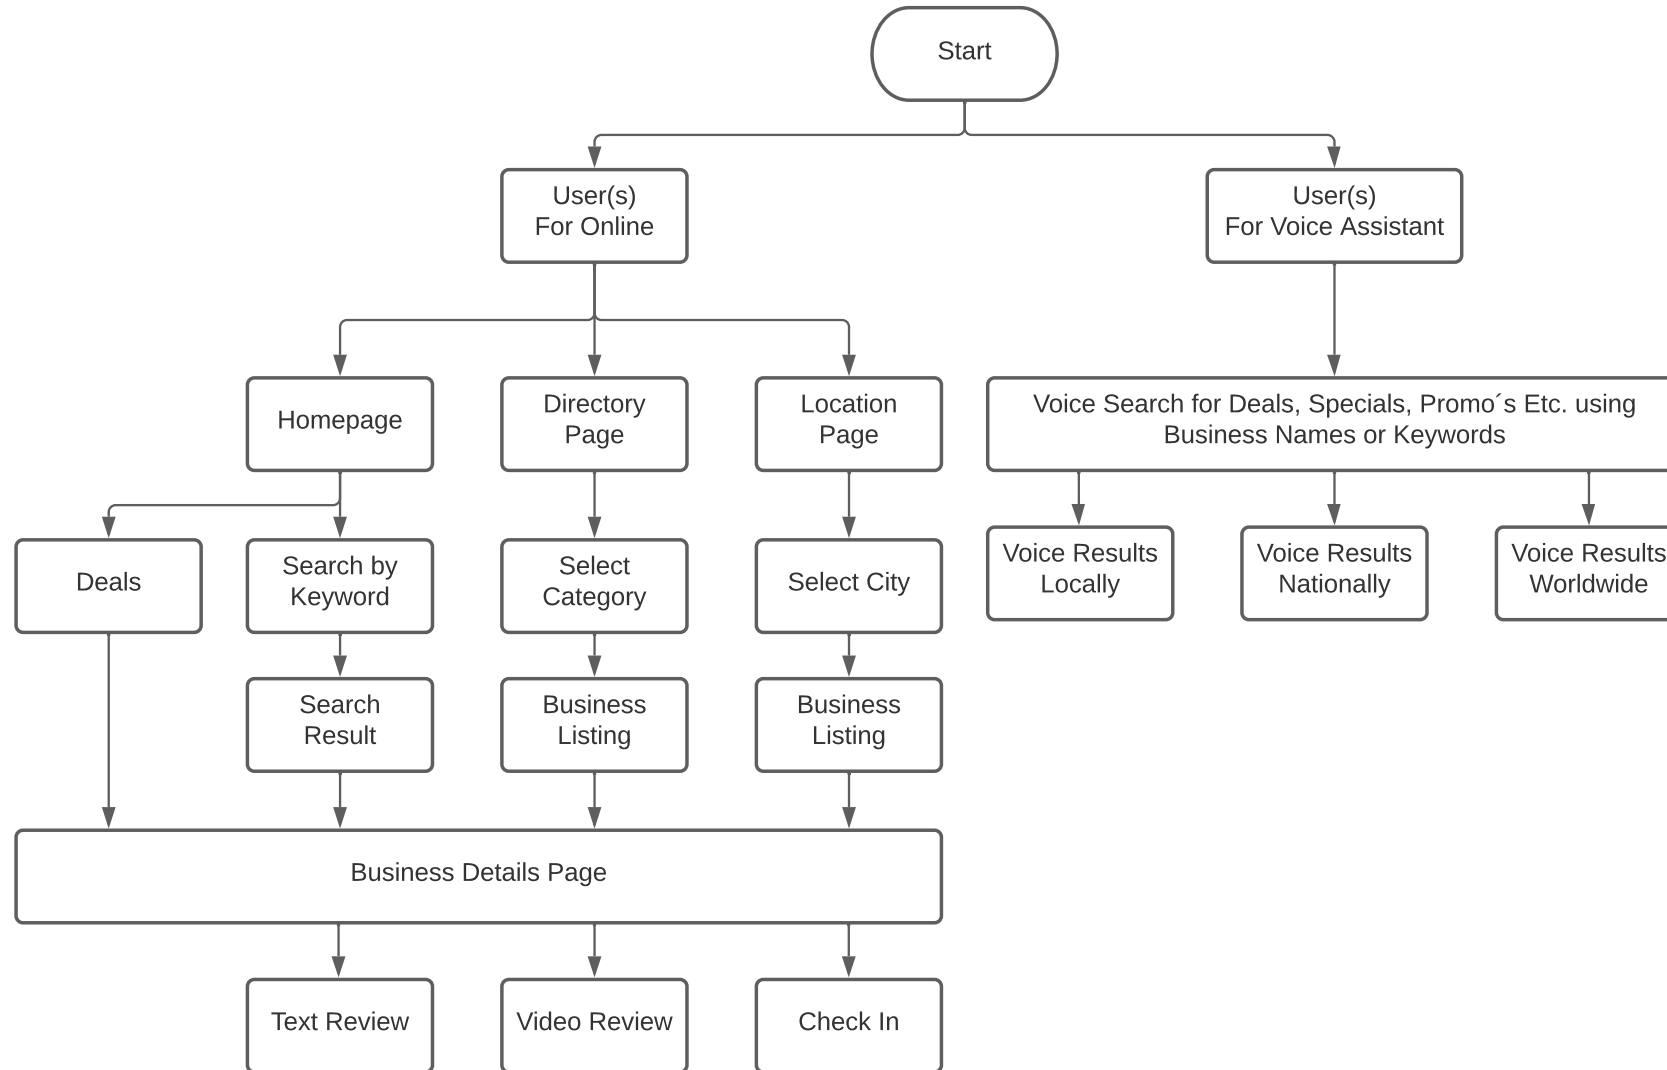 Start
User(s)
For Online
User(s)
For Voice Assistant
Homepage
Directory
Page
Location
Page
Voice Search for Deals, Specials, Promo´s Etc. using
Business Names or Keywords
Deals
Search by
Keyword
Select
Category
Select City
Voice Results
Locally
Voice Results
Nationally
Voice Results
Worldwide
Search
Result
Business
Listing
Business
Listing
Business Details Page
Text Review
Video Review
Check In